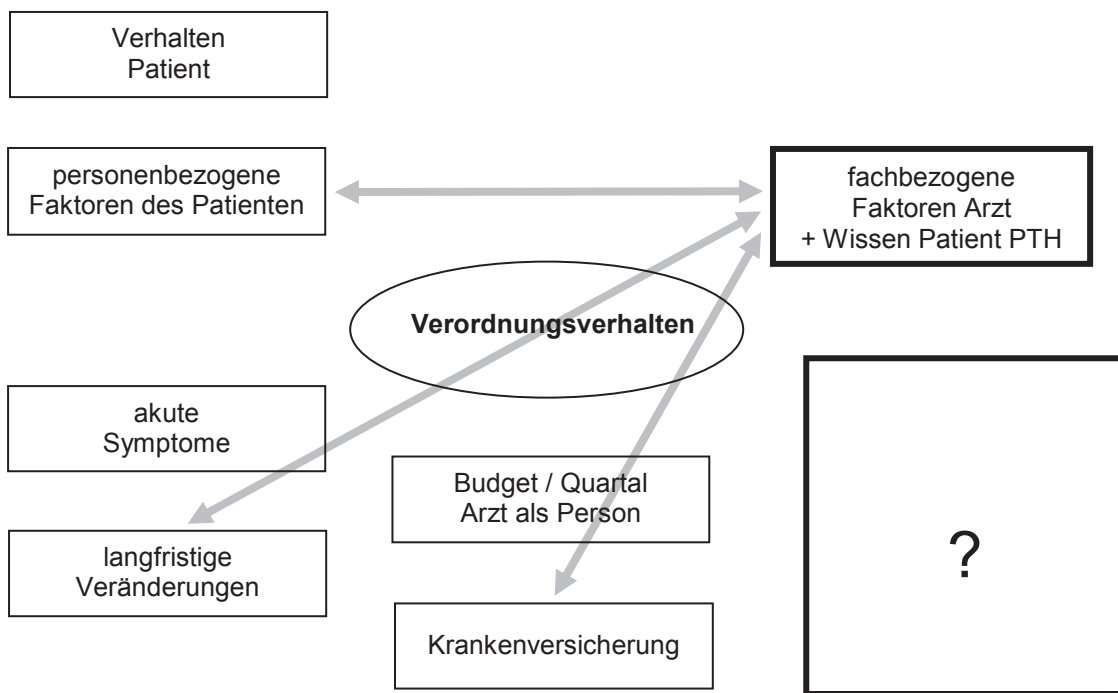 Verhalten
Patient
personenbezogene
Faktoren des Patienten
fachbezogene
Faktoren Arzt
+ Wissen Patient PTH
Verordnungsverhalten
akute
Symptome
Budget / Quartal
Arzt als Person
langfristige
Veränderungen
?
Krankenversicherung